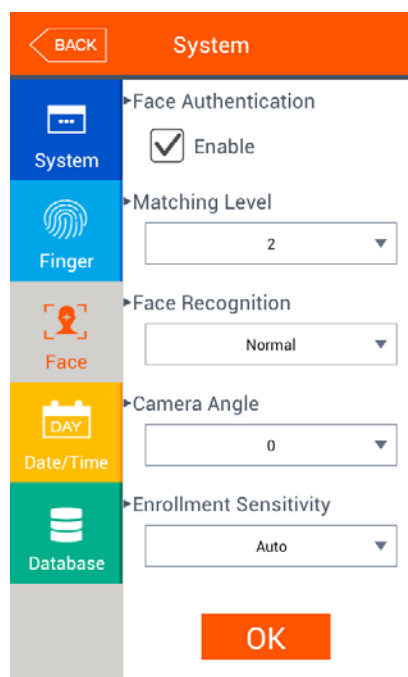 BACK
System
System
Finger
Face
DAY
Date/Time
Database
Face Authentication
Enable
Matching Level
2
Face Recognition
Normal
Camera Angle
0
Enrollment Sensitivity
Auto
OK